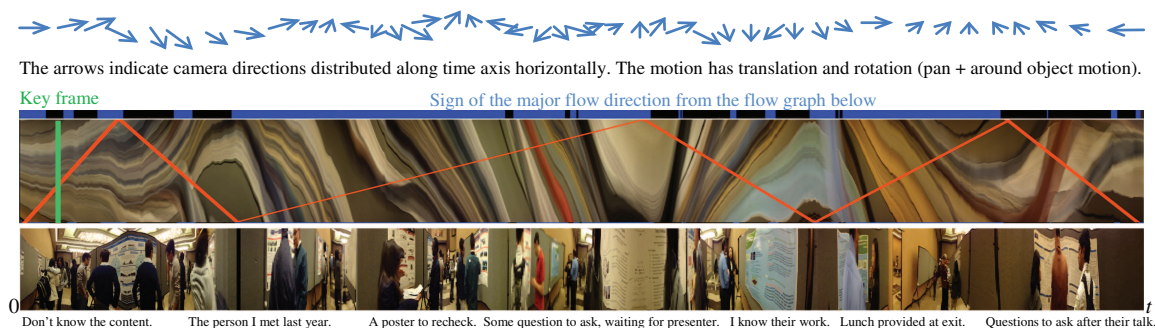 The arrows indicate camera directions distributed along time axis horizontally. The motion has translation and rotation (pan + around object motion).
Key frame
Sign of the major flow direction from the flow graph below
0
t
Don't know the content.
The person I met last year.
A poster to recheck.
Some question to ask, waiting for presenter.
I know their work.
Lunch provided at exit.
Questions to ask after their talk.